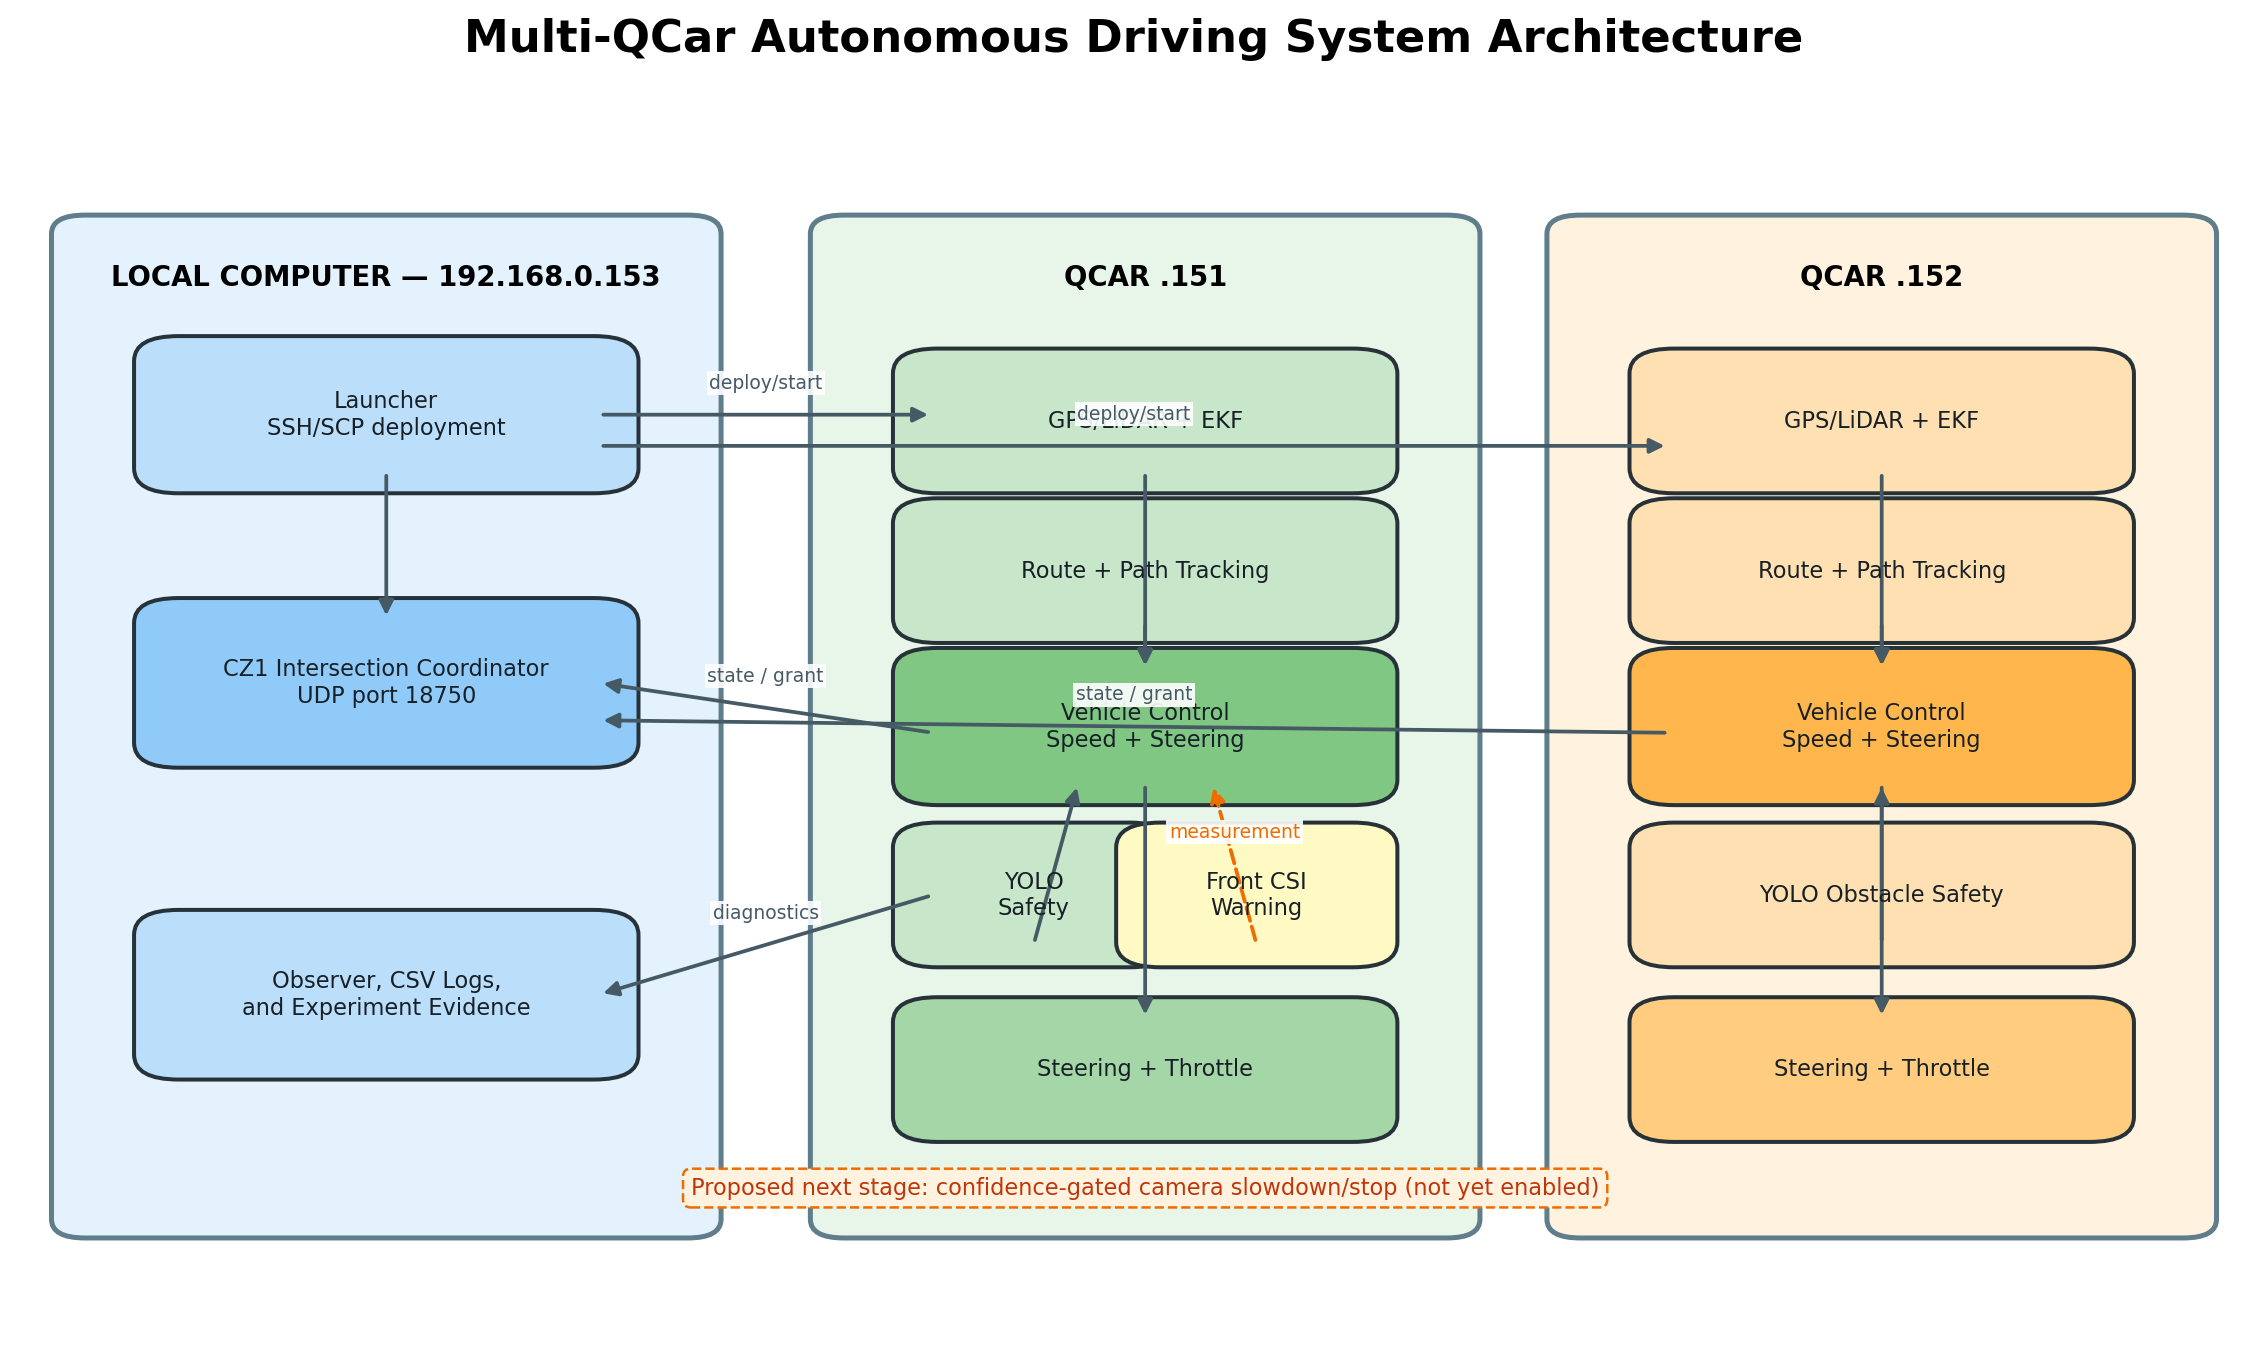 Multi-QCar Autonomous Driving System Architecture
LOCAL COMPUTER — 192.168.0.153
Launcher
SSH/SCP deployment
CZ1 Intersection Coordinator
UDP port 18750
Observer, CSV Logs,
and Experiment Evidence
deploy/start
state / grant
diagnostics
QCAR .151
deploy/start
GPS/LiDAR + EKF
Route + Path Tracking
state / grant
Vehicle Control
Speed + Steering
measurement
YOLO
Safety
Front CSI
Warning
Steering + Throttle
QCAR .152
GPS/LiDAR + EKF
Route + Path Tracking
Vehicle Control
Speed + Steering
YOLO Obstacle Safety
Steering + Throttle
Proposed next stage: confidence-gated camera slowdown/stop (not yet enabled)